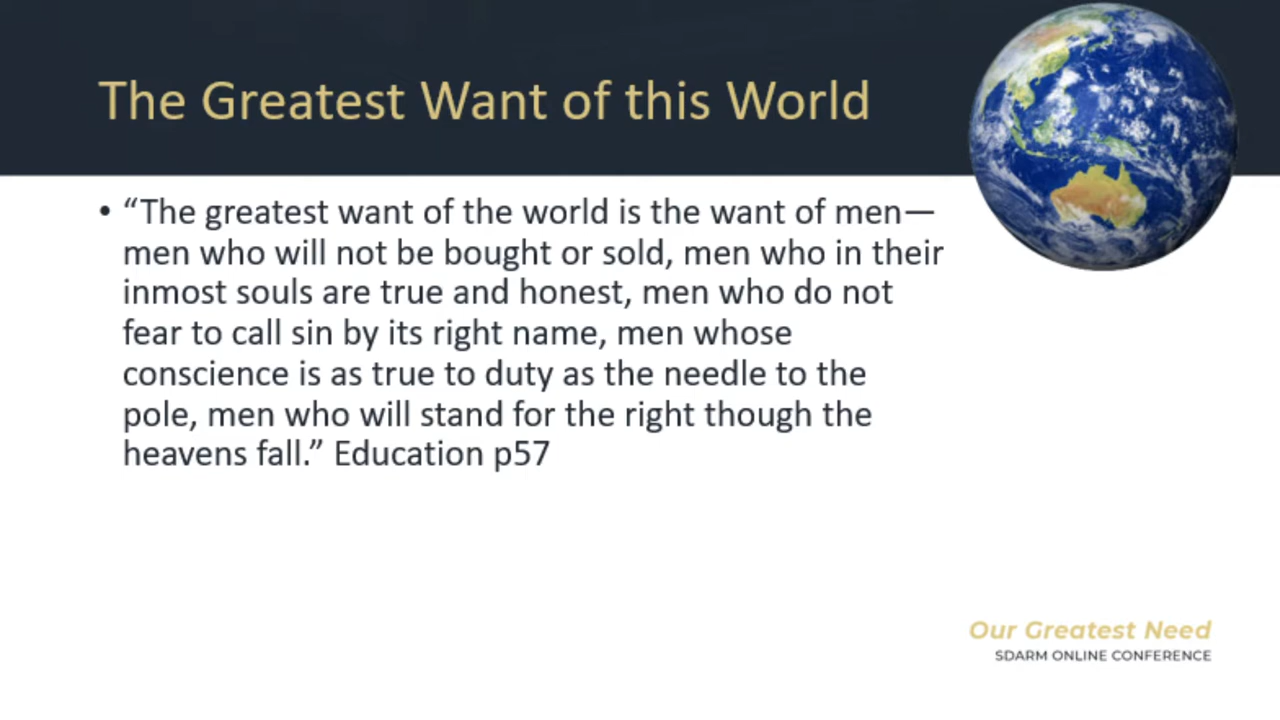 The Greatest Want of this World
• “The greatest want of the world is the want of men—
men who will not be bought or sold, men who in their
inmost souls are true and honest, men who do not
fear to call sin by its right name, men whose
conscience is as true to duty as the needle to the
pole, men who will stand for the right though the
heavens fall.” Education p57
Our Greatest Need
SDARM ONLINE CONFERENCE